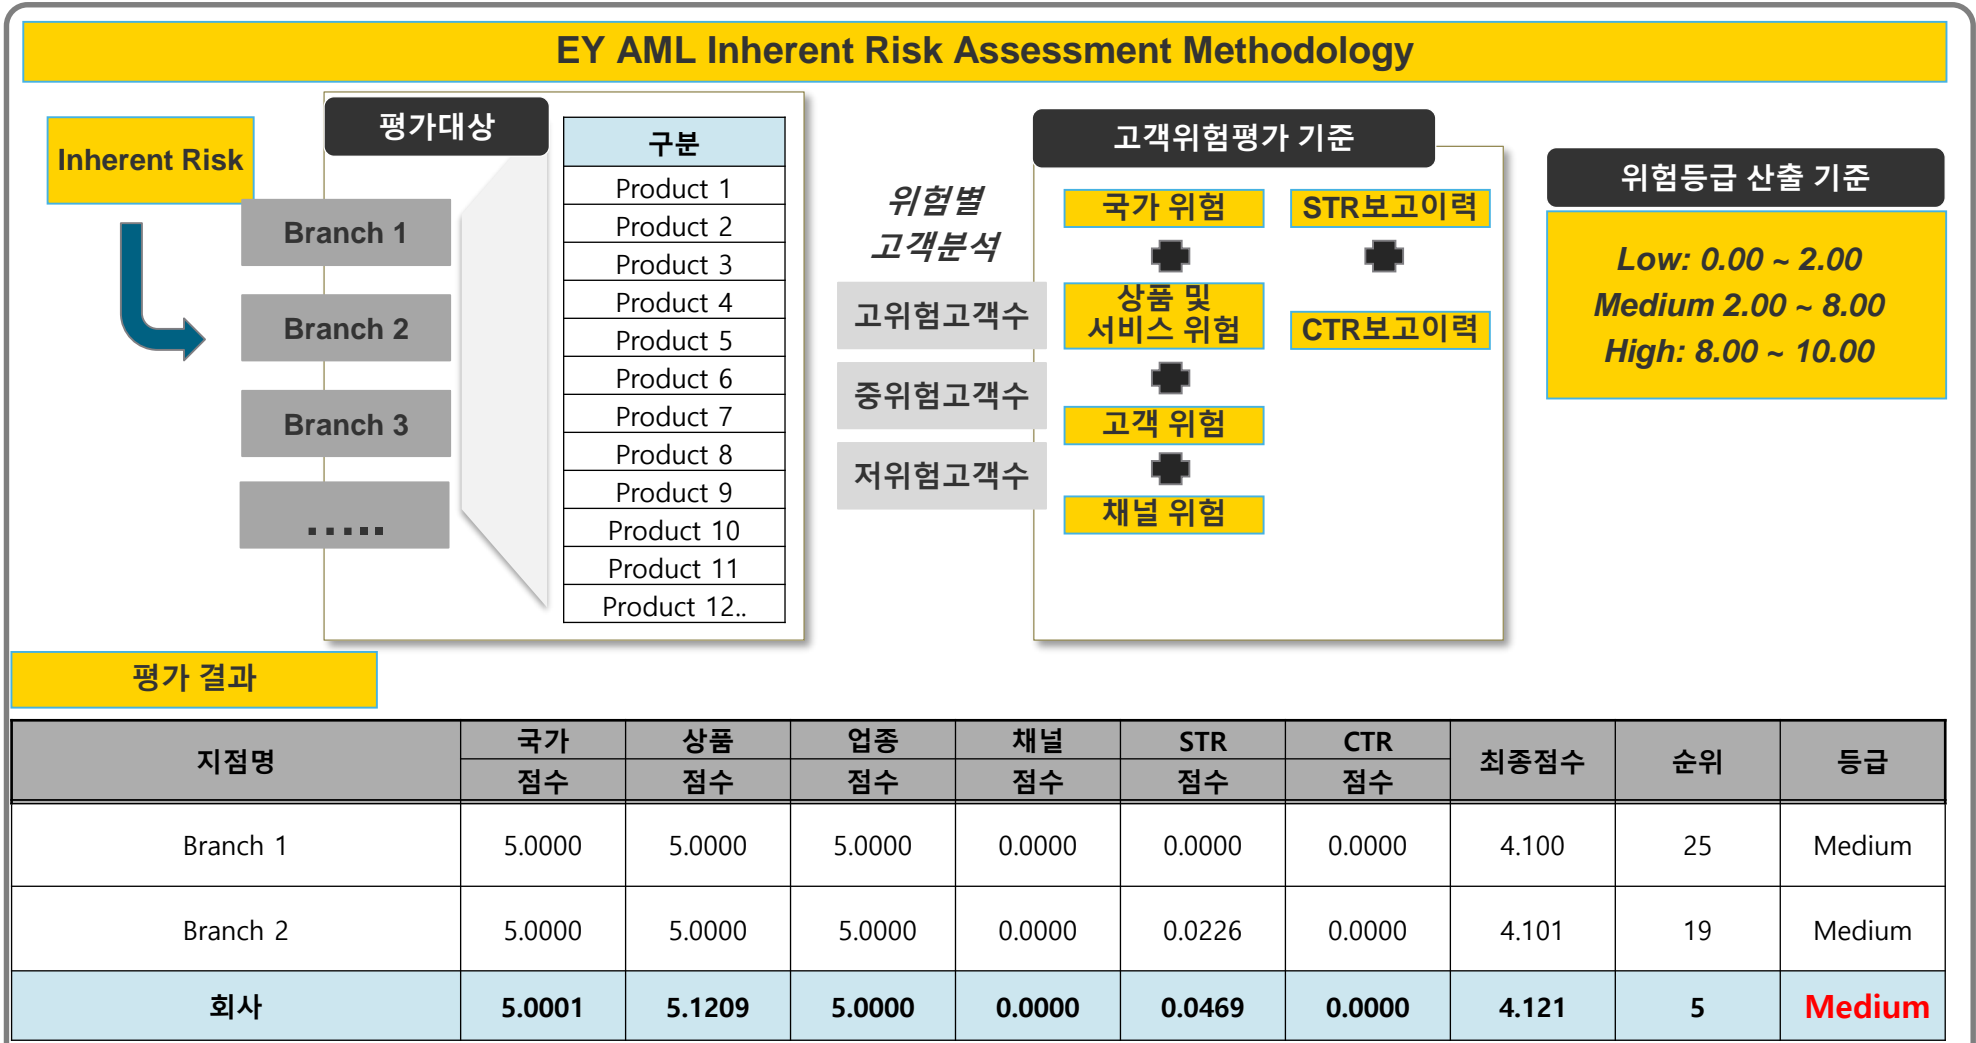 EY AML Inherent Risk Assessment Methodology
Inherent Risk
Branch 1
Branch 2
Branch 3
.....
평가대상
구분
Product 1
Product 2
Product 3
Product 4
Product 5
Product 6
Product 7
Product 8
Product 9
Product 10
Product 11
Product 12..
위험별
고객분석
고위험고객수
중위험고객수
저위험고객수
고객위험평가 기준
국가 위험
상품 및
서비스 위험
고객 위험
채널 위험
STR보고이력
CTR보고이력
위험등급 산출 기준
Low: 0.00 ~ 2.00
Medium 2.00 ~ 8.00
High: 8.00 ~ 10.00
평가 결과
지점명 국가 상품 업종 채널 STR CTR 최종점수 순위 등급
점수 점수 점수 점수 점수 점수
Branch 1 5.0000 5.0000 5.0000 0.0000 0.0000 0.0000 4.100 25 Medium
Branch 2 5.0000 5.0000 5.0000 0.0000 0.0226 0.0000 4.101 19 Medium
회사 5.0001 5.1209 5.0000 0.0000 0.0469 0.0000 4.121 5 Medium